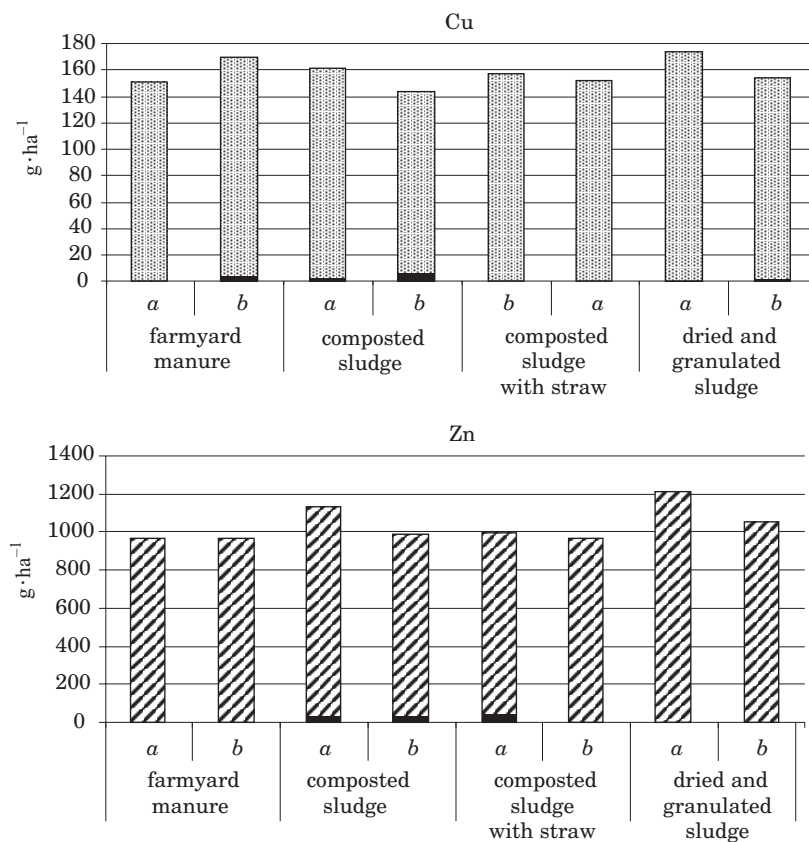 Cu
180
160
140
120
100
80
60
40
20
0
g·ha⁻¹
a b a b b a a b
farmyard manure
composted sludge
composted sludge with straw
dried and granulated sludge
Zn
1400
1200
1000
800
600
400
200
0
g·ha⁻¹
a b a b a b a b
farmyard manure
composted sludge
composted sludge with straw
dried and granulated sludge